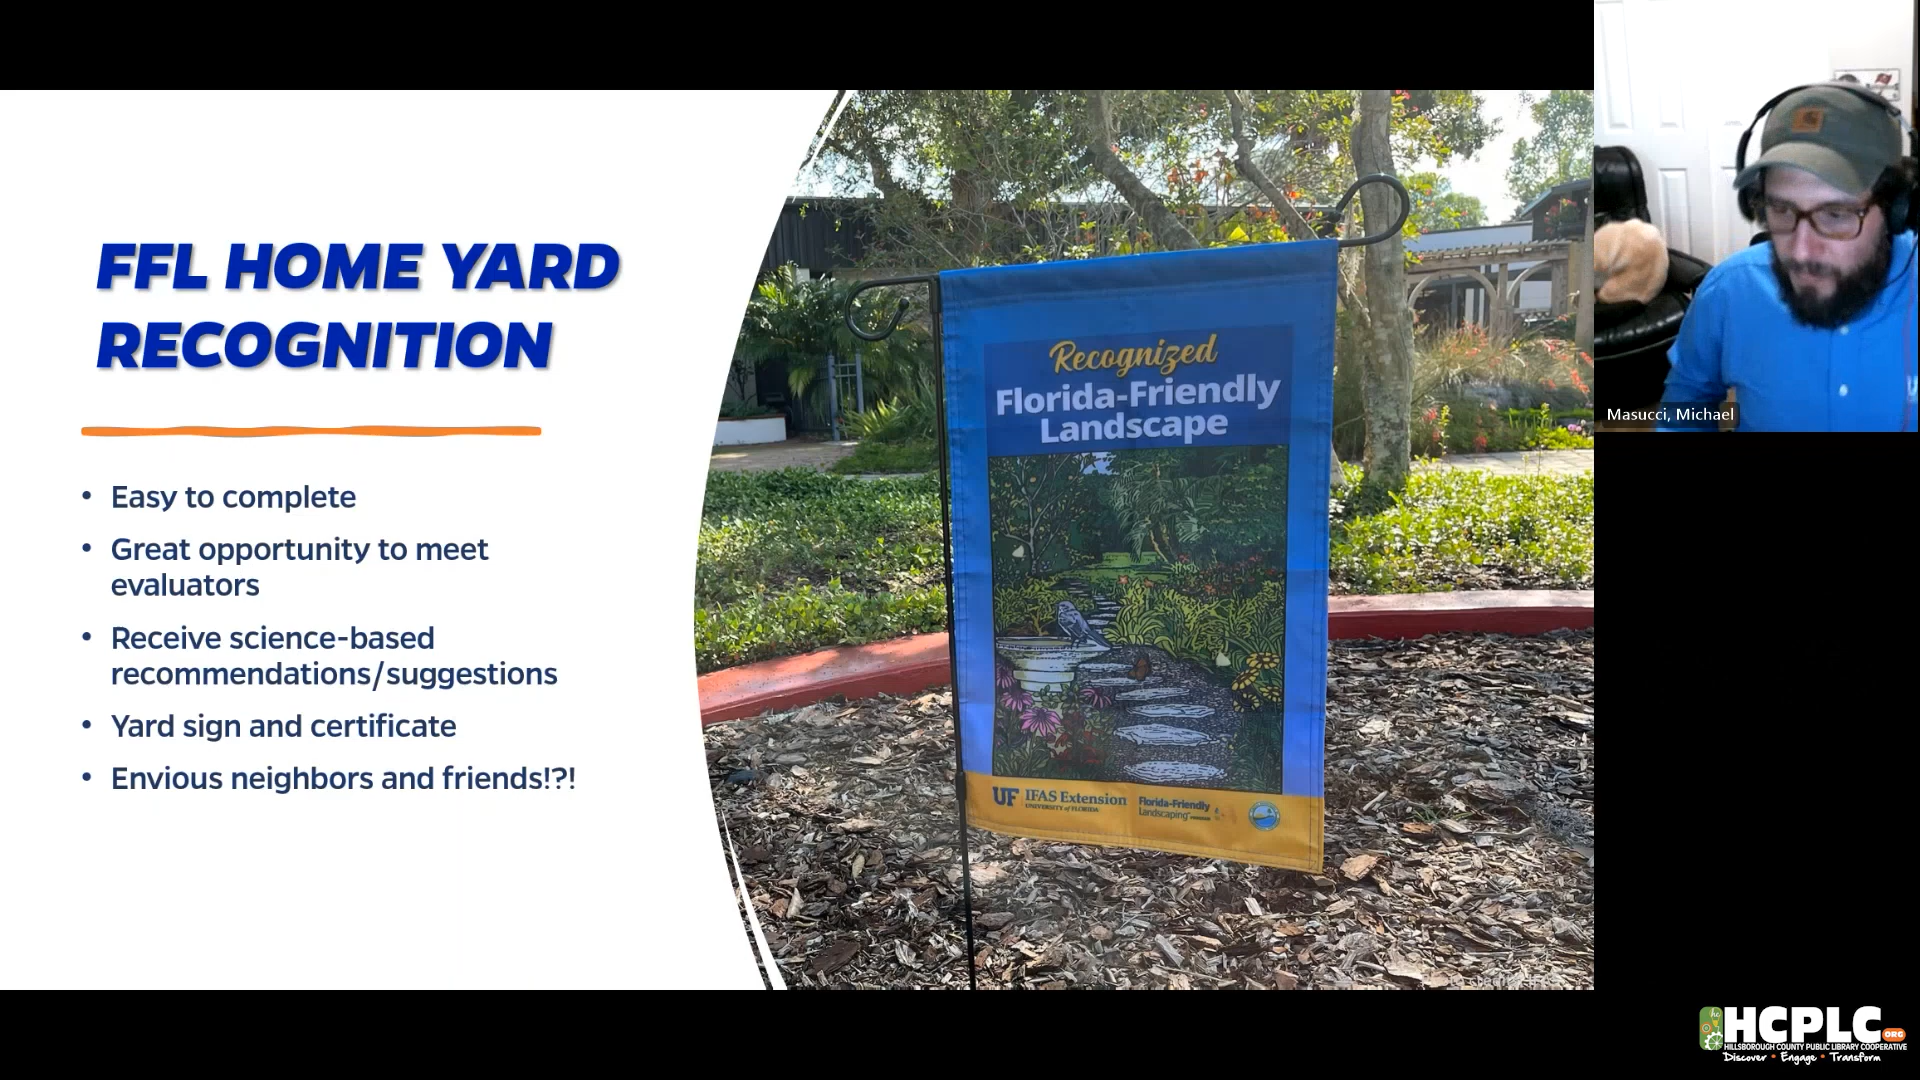 FFL HOME YARD
RECOGNITION
• Easy to complete
• Great opportunity to meet
evaluators
• Receive science-based
recommendations/suggestions
• Yard sign and certificate
• Envious neighbors and friends!?!
Recognized
Florida-Friendly
Landscape
UF IFAS Extension
UNIVERSITY of FLORIDA
Florida-Friendly
Landscaping
Masucci, Michael
HCPLC.ORG
HILLSBOROUGH COUNTY PUBLIC LIBRARY COOPERATIVE
Discover • Engage • Transform